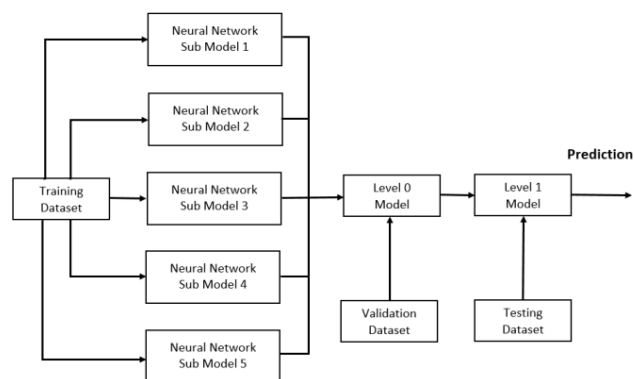 Neural Network
Sub Model 1
Neural Network
Sub Model 2
Prediction
Training
Dataset
Neural Network
Sub Model 3
Level 0
Model
Level 1
Model
Neural Network
Sub Model 4
Validation
Dataset
Testing
Dataset
Neural Network
Sub Model 5